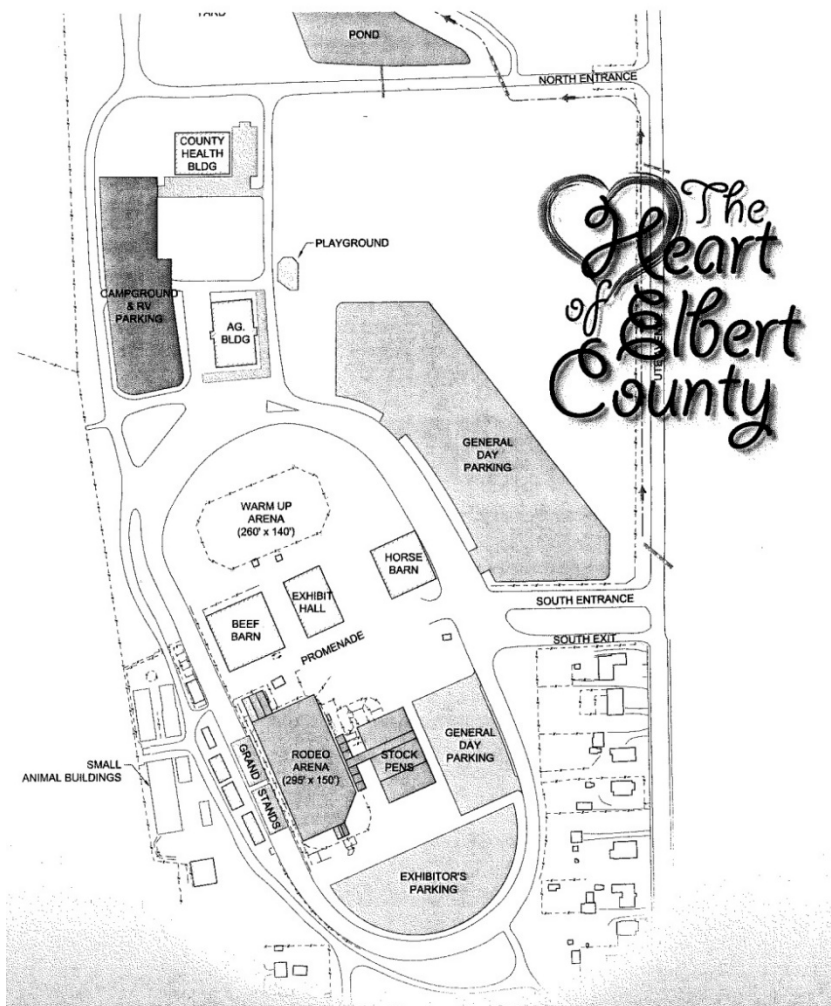 YARD
POND
NORTH ENTRANCE
COUNTY
HEALTH
BLDG
The
Heart
of Elbert
County
PLAYGROUND
CAMPGROUND
& RV
PARKING
AG.
BLDG
GENERAL
DAY
PARKING
WARM UP
ARENA
(260' x 140')
HORSE
BARN
EXHIBIT
HALL
BEEF
BARN
SOUTH ENTRANCE
PROMENADE
SOUTH EXIT
GENERAL
DAY
PARKING
RODEO
ARENA
(295' x 150')
STOCK
PENS
GRAND
STANDS
SMALL
ANIMAL BUILDINGS
EXHIBITOR'S
PARKING